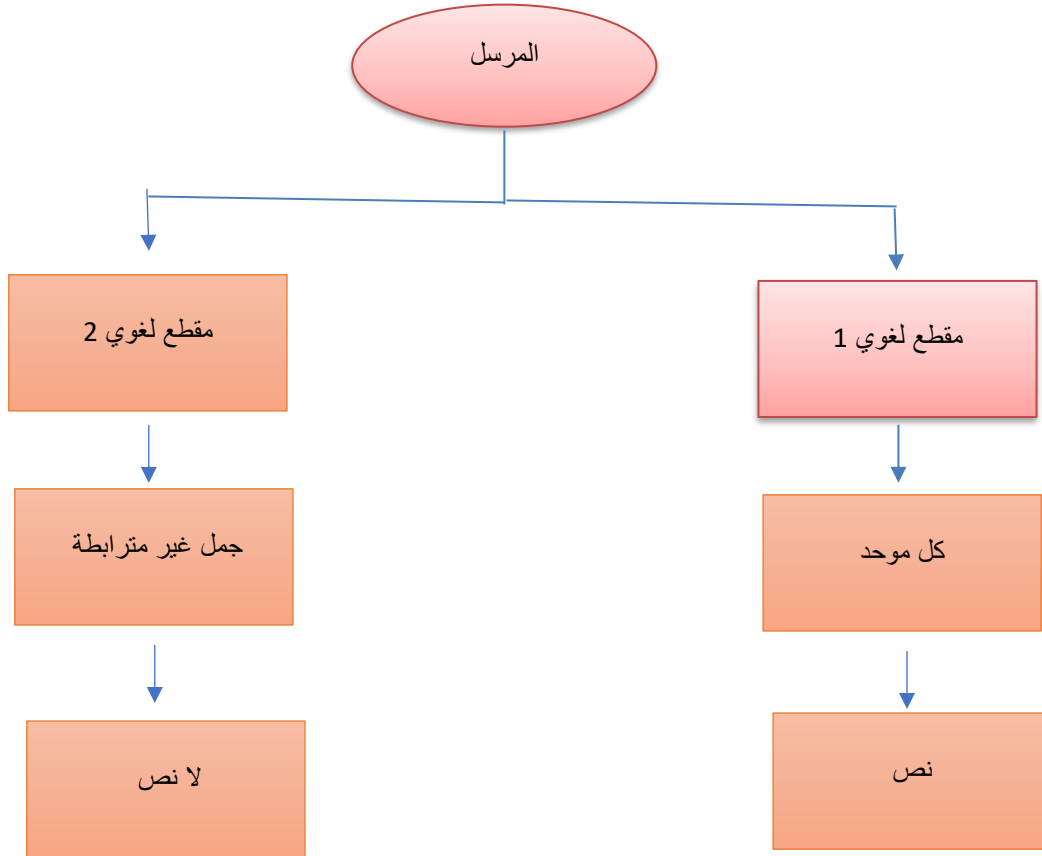 المرسل
مقطع لغوي 1
مقطع لغوي 2
كل موحد
جمل غير مترابطة
نص
لا نص